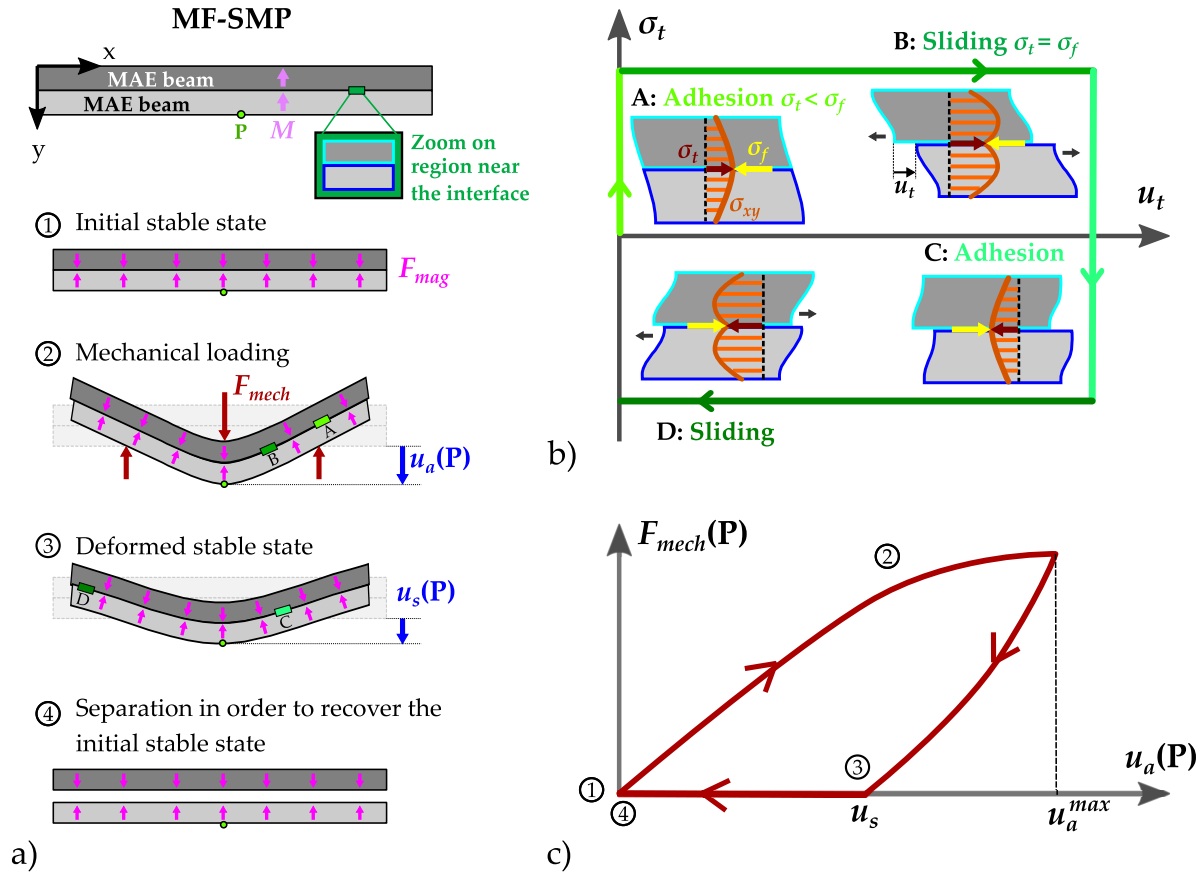 MF-SMP
x
MAE beam
MAE beam
P
M
y
Zoom on
region near
the interface
1 Initial stable state
F_mag
2 Mechanical loading
F_mech
A
B
u_a(P)
3 Deformed stable state
D
C
u_s(P)
4 Separation in order to recover the
initial stable state
a)
σ_t
B: Sliding σ_t = σ_f
A: Adhesion σ_t < σ_f
σ_t
σ_f
σ_xy
u_t
u_t
C: Adhesion
D: Sliding
b)
F_mech(P)
2
3
1
4
u_s
u_a^max
u_a(P)
c)